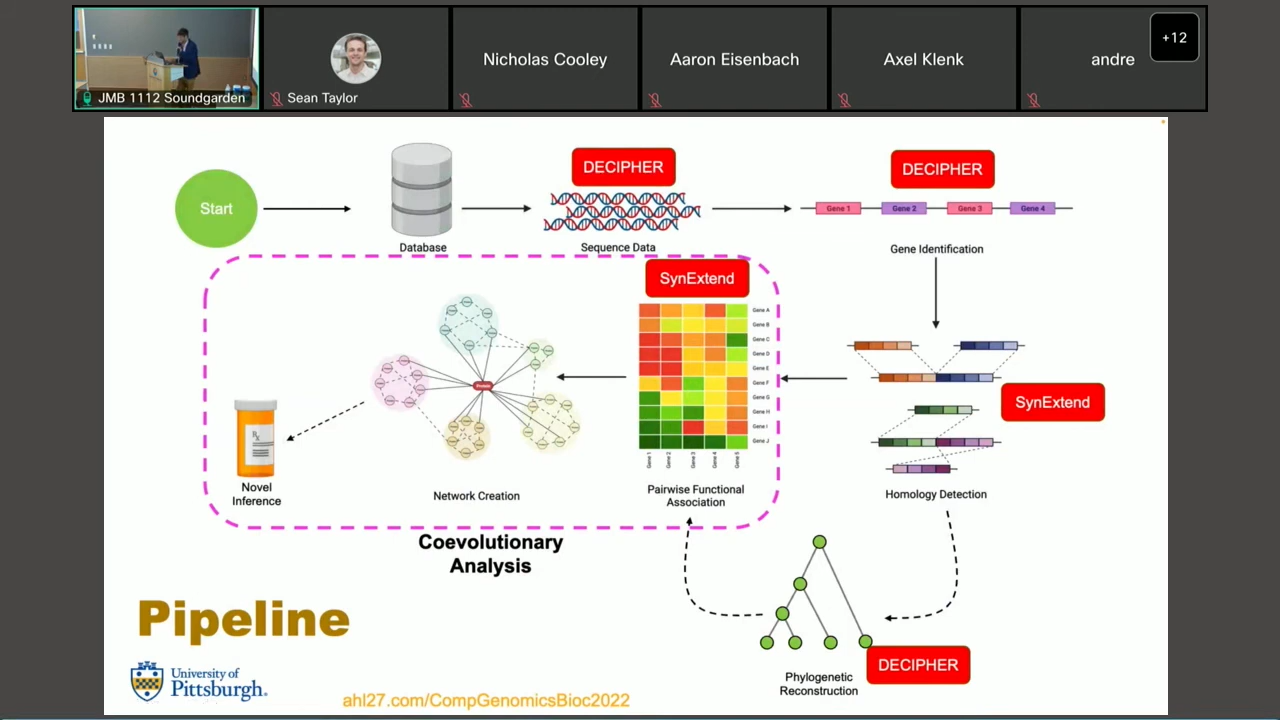 JMB 1112 Soundgarden
Sean Taylor
Nicholas Cooley
Aaron Eisenbach
Axel Klenk
andre
+12
Start
Database
DECIPHER
Sequence Data
DECIPHER
Gene 1
Gene 2
Gene 3
Gene 4
Gene Identification
SynExtend
Gene A
Gene B
Gene C
Gene D
Gene E
Gene F
Gene G
Gene H
Gene I
Gene J
Gene 1
Gene 2
Gene 3
Gene 4
Gene 5
Pairwise Functional
Association
Protein
Network Creation
Rx
Novel
Inference
SynExtend
Homology Detection
Coevolutionary
Analysis
Pipeline
University of
Pittsburgh.
ahl27.com/CompGenomicsBioc2022
Phylogenetic
Reconstruction
DECIPHER